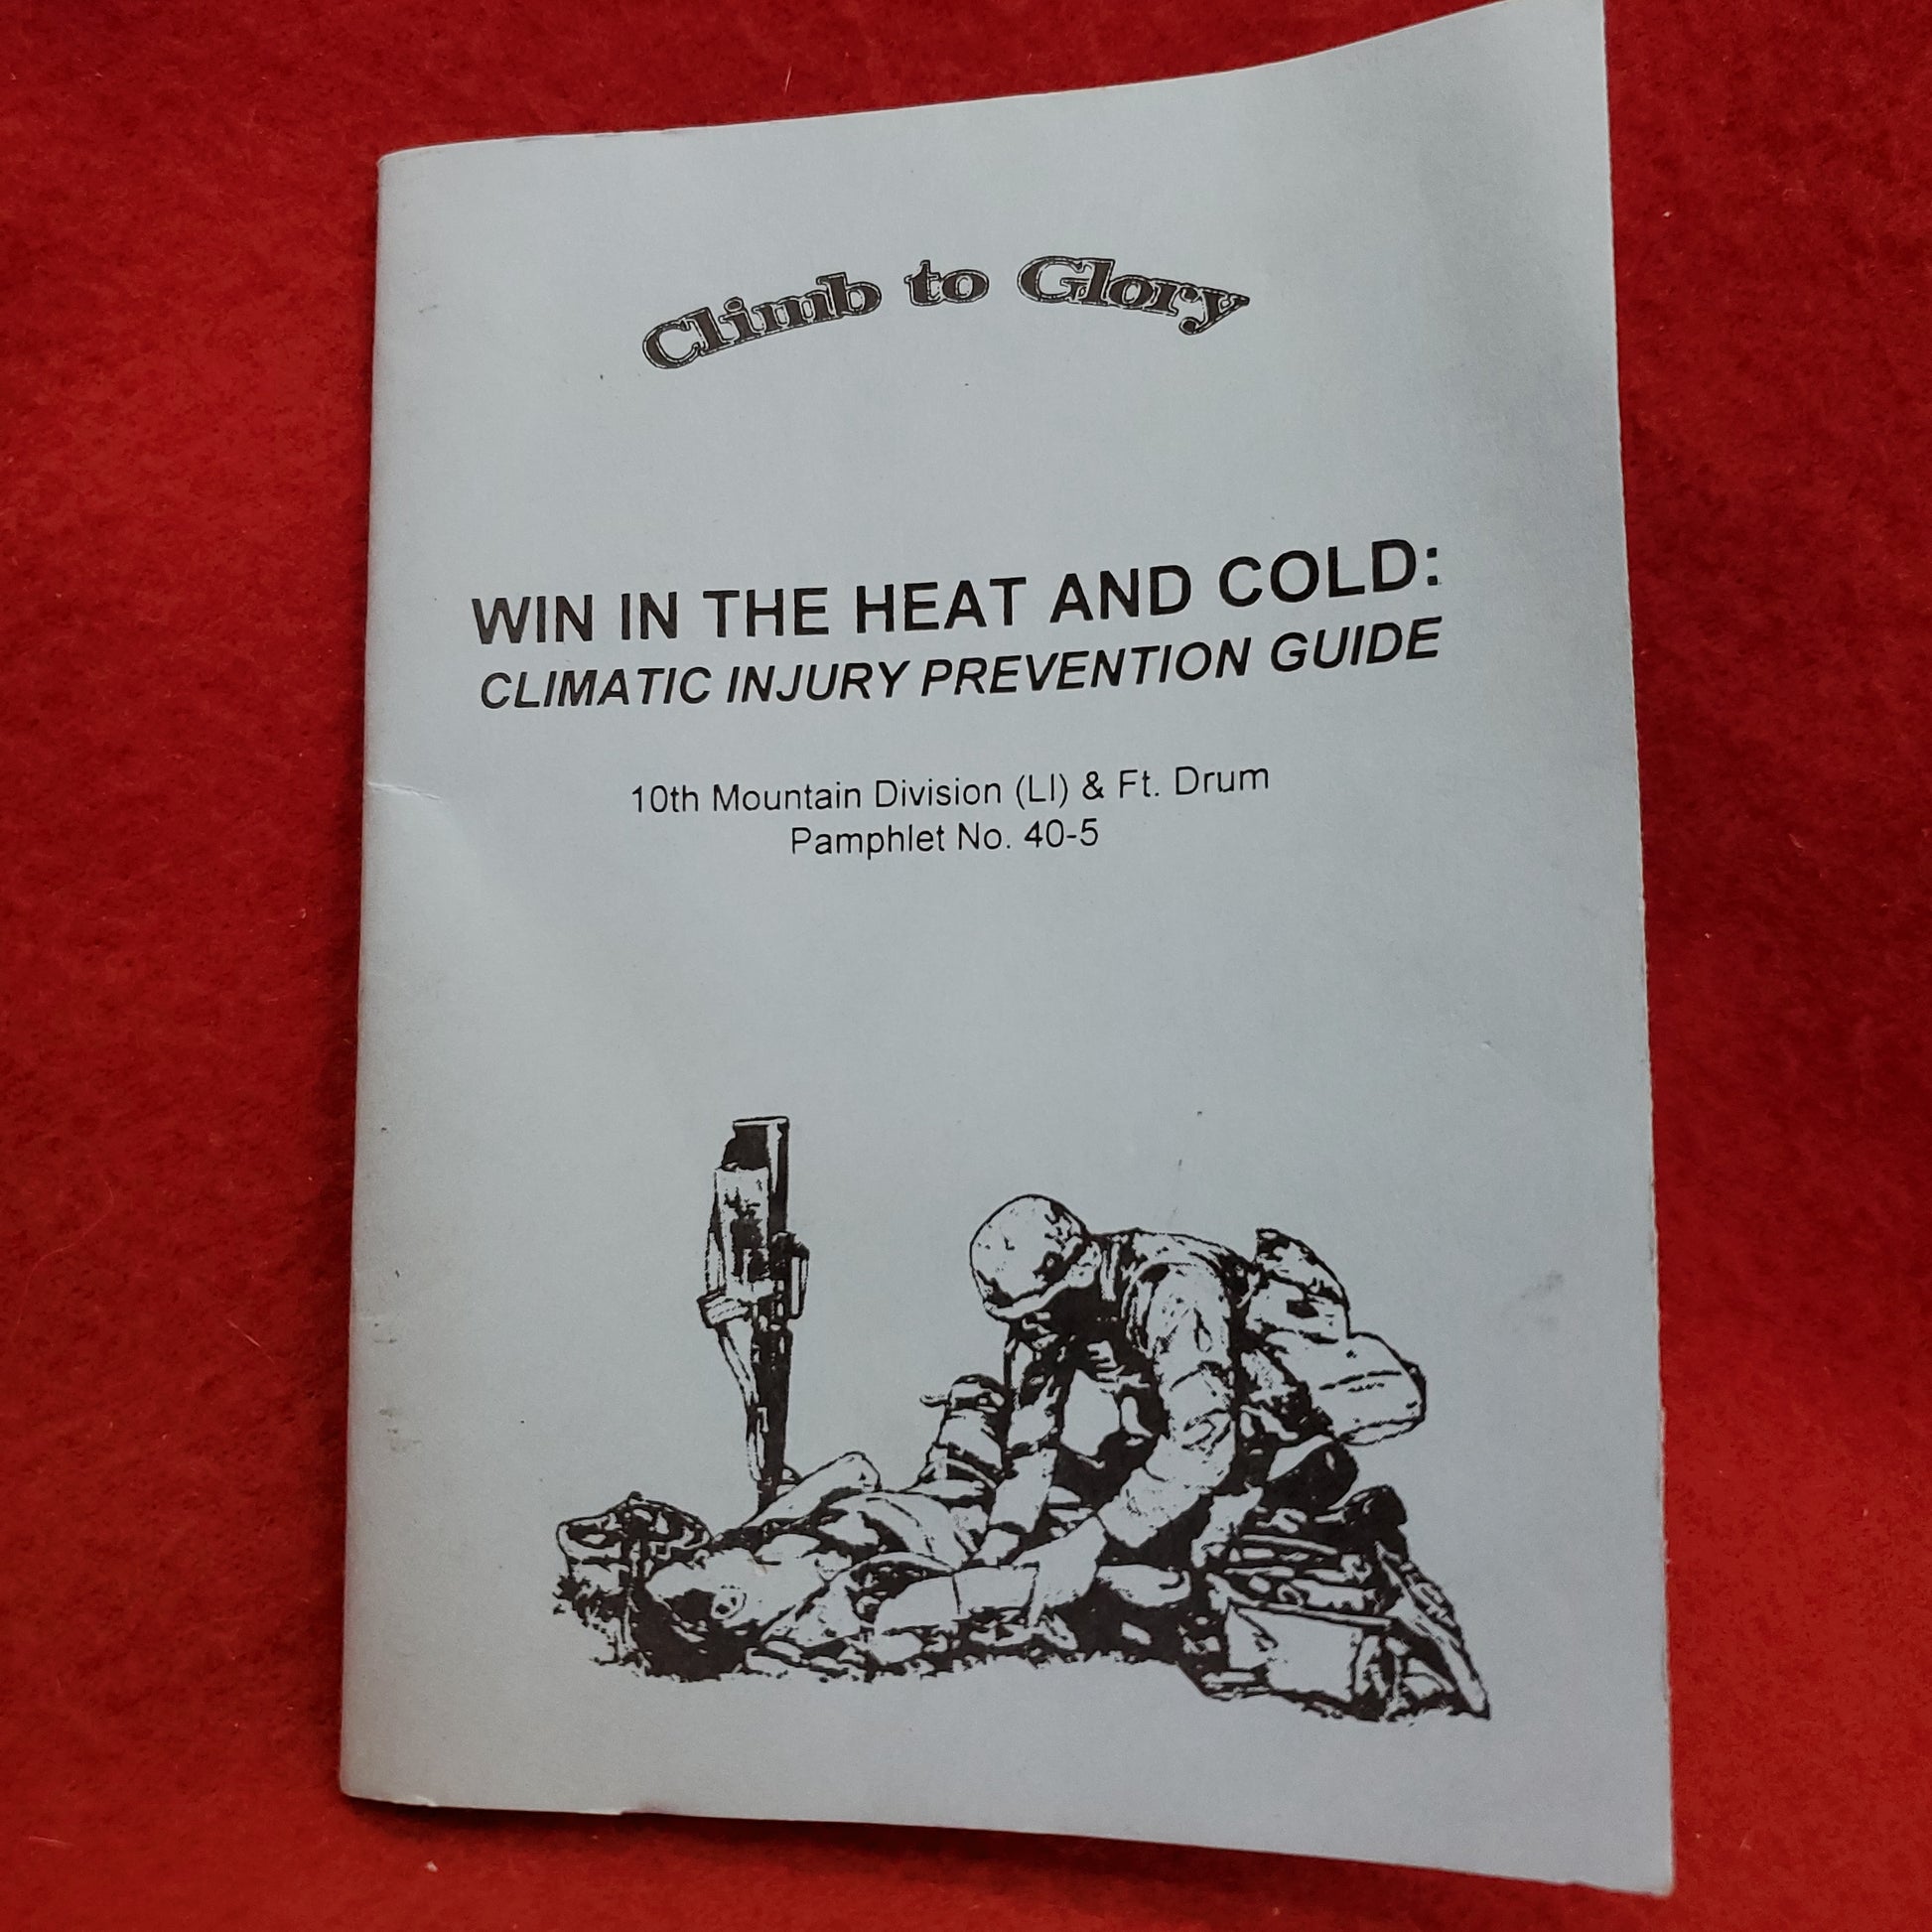 Climb to Glory
WIN IN THE HEAT AND COLD:
CLIMATIC INJURY PREVENTION GUIDE
10th Mountain Division (LI) & Ft. Drum
Pamphlet No. 40-5